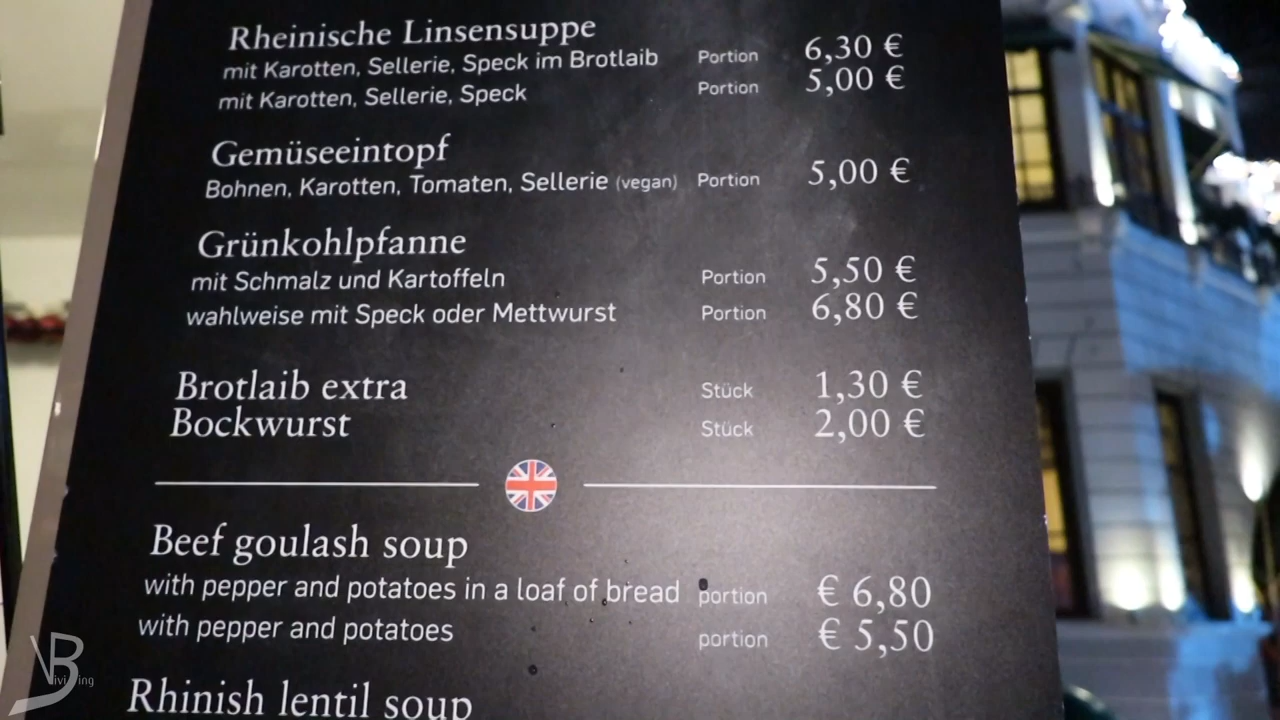 Rheinische Linsensuppe
mit Karotten, Sellerie, Speck im Brotlaib Portion 6,30 €
mit Karotten, Sellerie, Speck Portion 5,00 €
Gemüseeintopf
Bohnen, Karotten, Tomaten, Sellerie (vegan) Portion 5,00 €
Grünkohlpfanne
mit Schmalz und Kartoffeln Portion 5,50 €
wahlweise mit Speck oder Mettwurst Portion 6,80 €
Brotlaib extra Stück 1,30 €
Bockwurst Stück 2,00 €
Beef goulash soup
with pepper and potatoes in a loaf of bread portion € 6,80
with pepper and potatoes portion € 5,50
Rhinish lentil soup